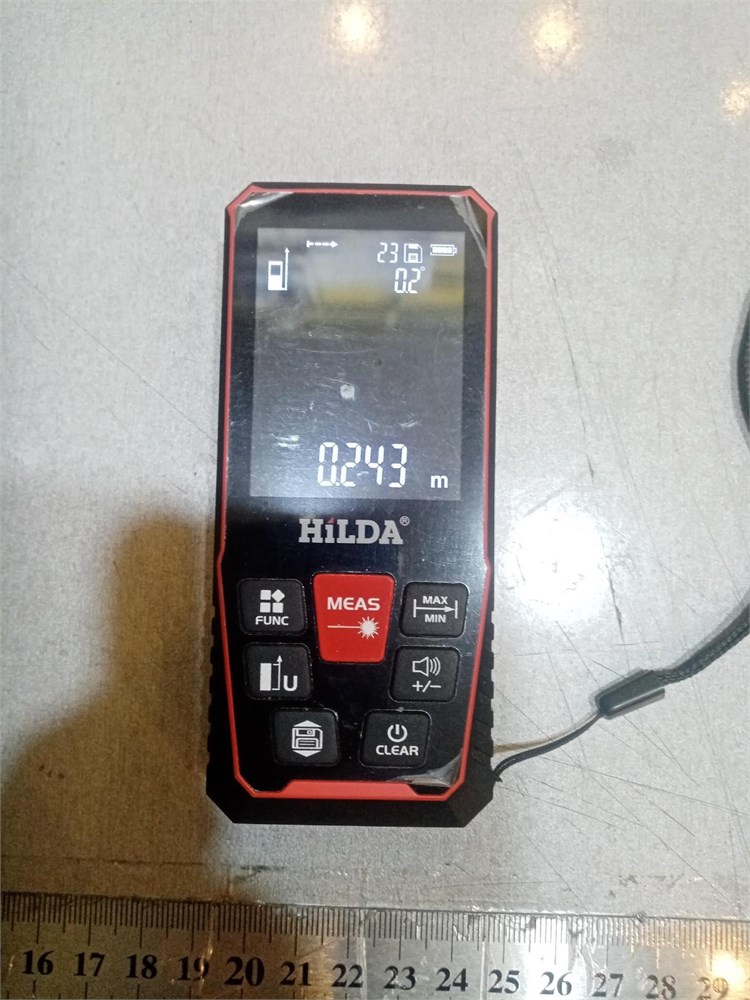 23
0.2°
0.243 m
HiLDA®
FUNC
MEAS
MAX
MIN
U
+/−
CLEAR
16 17 18 19 20 21 22 23 24 25 26 27 28 29